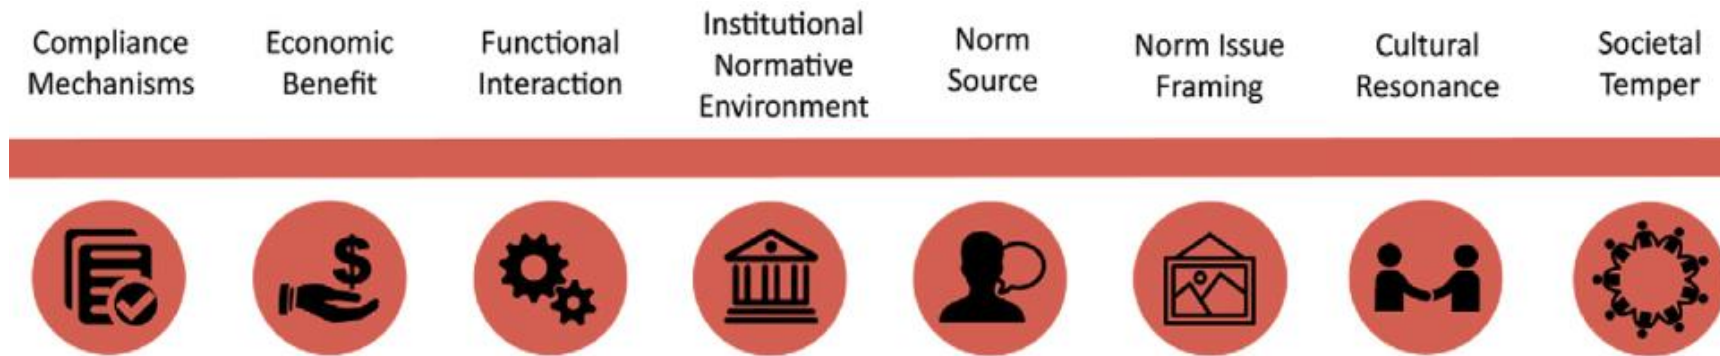 Compliance
Mechanisms
Economic
Benefit
Functional
Interaction
Institutional
Normative
Environment
Norm
Source
Norm Issue
Framing
Cultural
Resonance
Societal
Temper
$